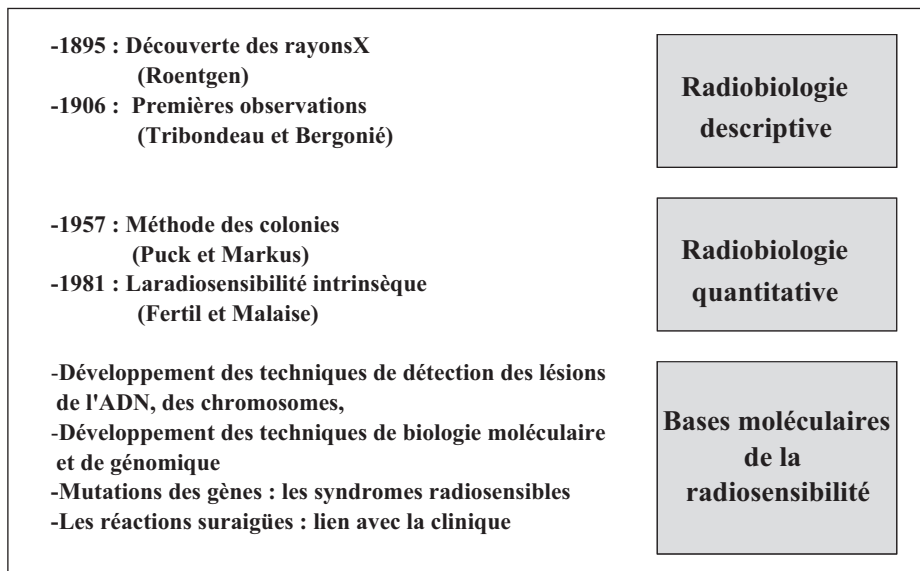 -1895 : Découverte des rayonsX
(Roentgen)
-1906 : Premières observations
(Tribondeau et Bergonié)
Radiobiologie
descriptive
-1957 : Méthode des colonies
(Puck et Markus)
-1981 : Laradiosensibilité intrinsèque
(Fertil et Malaise)
Radiobiologie
quantitative
-Développement des techniques de détection des lésions
de l'ADN, des chromosomes,
-Développement des techniques de biologie moléculaire
et de génomique
-Mutations des gènes : les syndromes radiosensibles
-Les réactions suraigües : lien avec la clinique
Bases moléculaires
de la
radiosensibilité